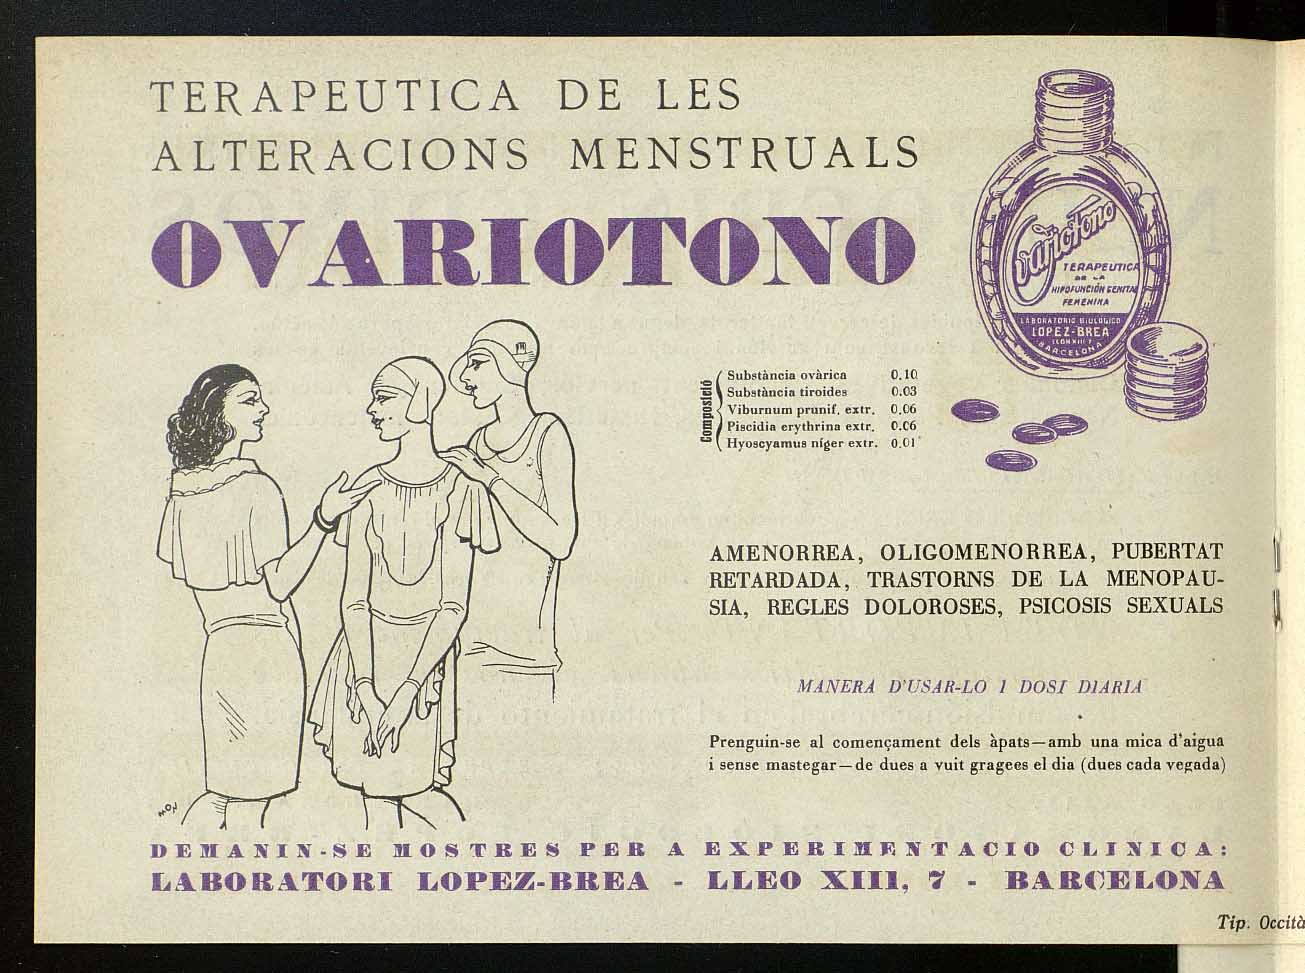 TERAPEUTICA DE LES
ALTERACIONS MENSTRUALS
OVARIOTONO
Ovariotono
TERAPEUTICA
DE LA
HIPOFUNCIÓN GENITAL
FEMENINA
LABORATORIO BIOLOGICO
LOPEZ-BREA
LEON XIII 7
BARCELONA
Composició
Substància ovàrica 0.10
Substància tiroides 0.03
Viburnum prunif. extr. 0.06
Piscidia erythrina extr. 0.06
Hyoscyamus níger extr. 0.01
AMENORREA, OLIGOMENORREA, PUBERTAT
RETARDADA, TRASTORNS DE LA MENOPAU-
SIA, REGLES DOLOROSES, PSICOSIS SEXUALS
MANERA D'USAR-LO I DOSI DIARIA
Prenguin-se al començament dels àpats—amb una mica d'aigua
i sense mastegar—de dues a vuit gragees el dia (dues cada vegada)
MON
DEMANIN-SE MOSTRES PER A EXPERIMENTACIO CLINICA:
LABORATORI LOPEZ-BREA - LLEO XIII, 7 - BARCELONA
Tip. Occità